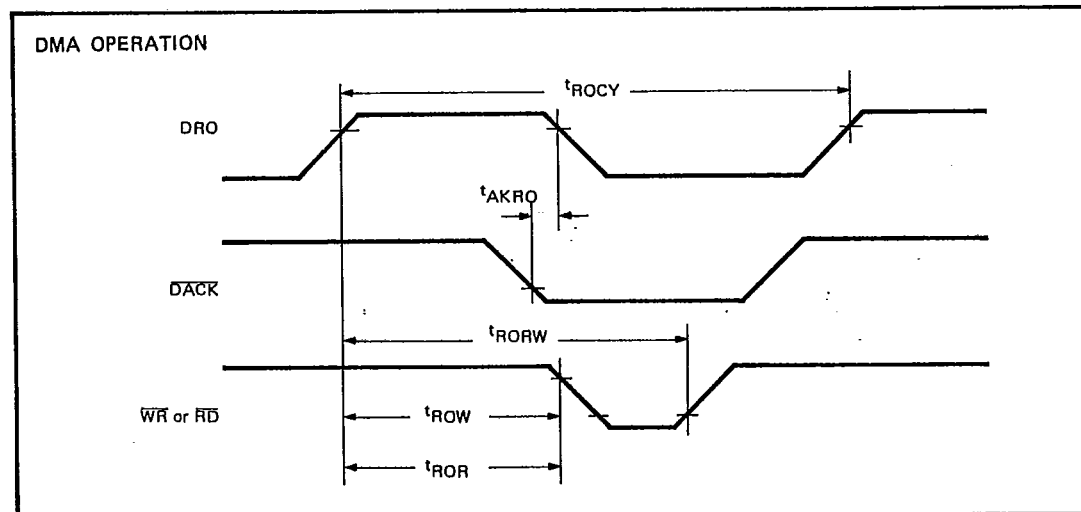 DMA OPERATION
tROCY
DRO
tAKRO
DACK
tRORW
WR or RD
tROW
tROR